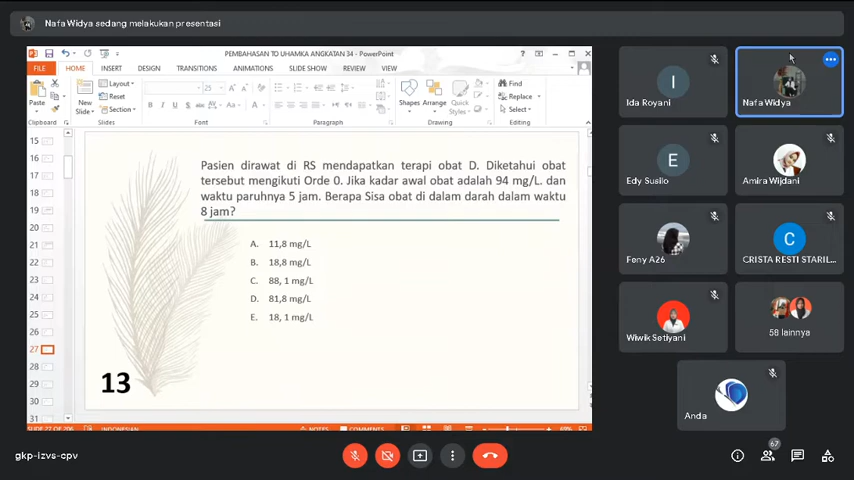 Nafa Widya sedang melakukan presentasi
PEMBAHASAN TO UHAMKA ANGKATAN 34 - PowerPoint
FILE HOME INSERT DESIGN TRANSITIONS ANIMATIONS SLIDE SHOW REVIEW VIEW
Paste
New
Slide
Layout
Reset
Section
Shapes
Arrange
Quick
Styles
Find
Replace
Select
Clipboard
Slides
Font
Paragraph
Drawing
Editing
15
16
17
18
19
20
21
22
23
24
25
26
27
28
29
30
31
Pasien dirawat di RS mendapatkan terapi obat D. Diketahui obat
tersebut mengikuti Orde 0. Jika kadar awal obat adalah 94 mg/L. dan
waktu paruhnya 5 jam. Berapa Sisa obat di dalam darah dalam waktu
8 jam?
A. 11,8 mg/L
B. 18,8 mg/L
C. 88, 1 mg/L
D. 81,8 mg/L
E. 18, 1 mg/L
13
SLIDE 27 OF 206
INDONESIAN
NOTES
COMMENTS
69%
I
Ida Royani
Nafa Widya
E
Edy Susilo
Amira Wijdani
Feny A26
C
CRISTA RESTI STARIL...
Wiwik Setiyani
58 lainnya
Anda
gkp-izvs-cpv
67